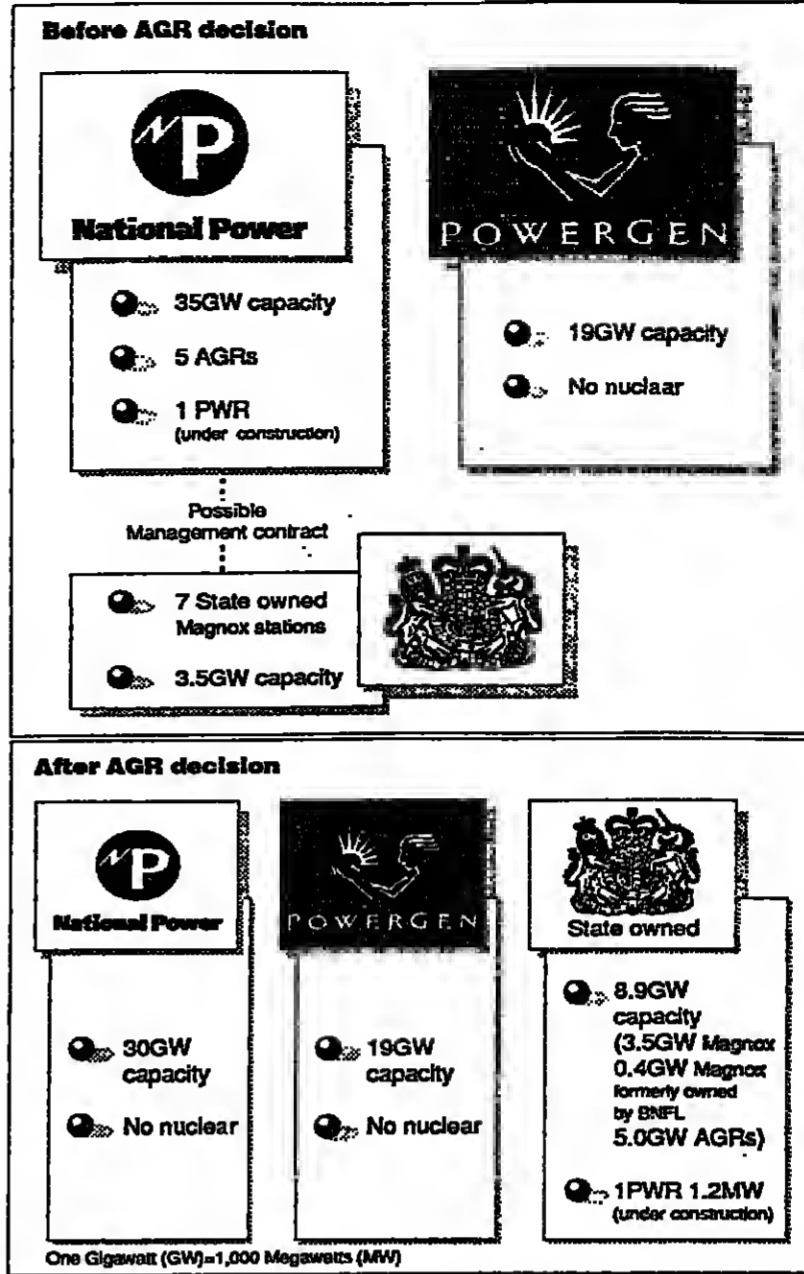 Before AGR decision
NP
National Power
POWERGEN
35GW capacity
5 AGRs
1 PWR
(under construction)
19GW capacity
No nuclaar
Possible
Management contract
7 State owned
Magnox stations
3.5GW capacity
After AGR decision
NP
National Power
POWERGEN
State owned
30GW
capacity
No nuclear
19GW
capacity
No nuclear
8.9GW
capacity
(3.5GW Magnox
0.4GW Magnox
formerly owned
by BNFL
5.0GW AGRs)
1PWR 1.2MW
(under construction)
One Gigawatt (GW)=1,000 Megawatts (MW)